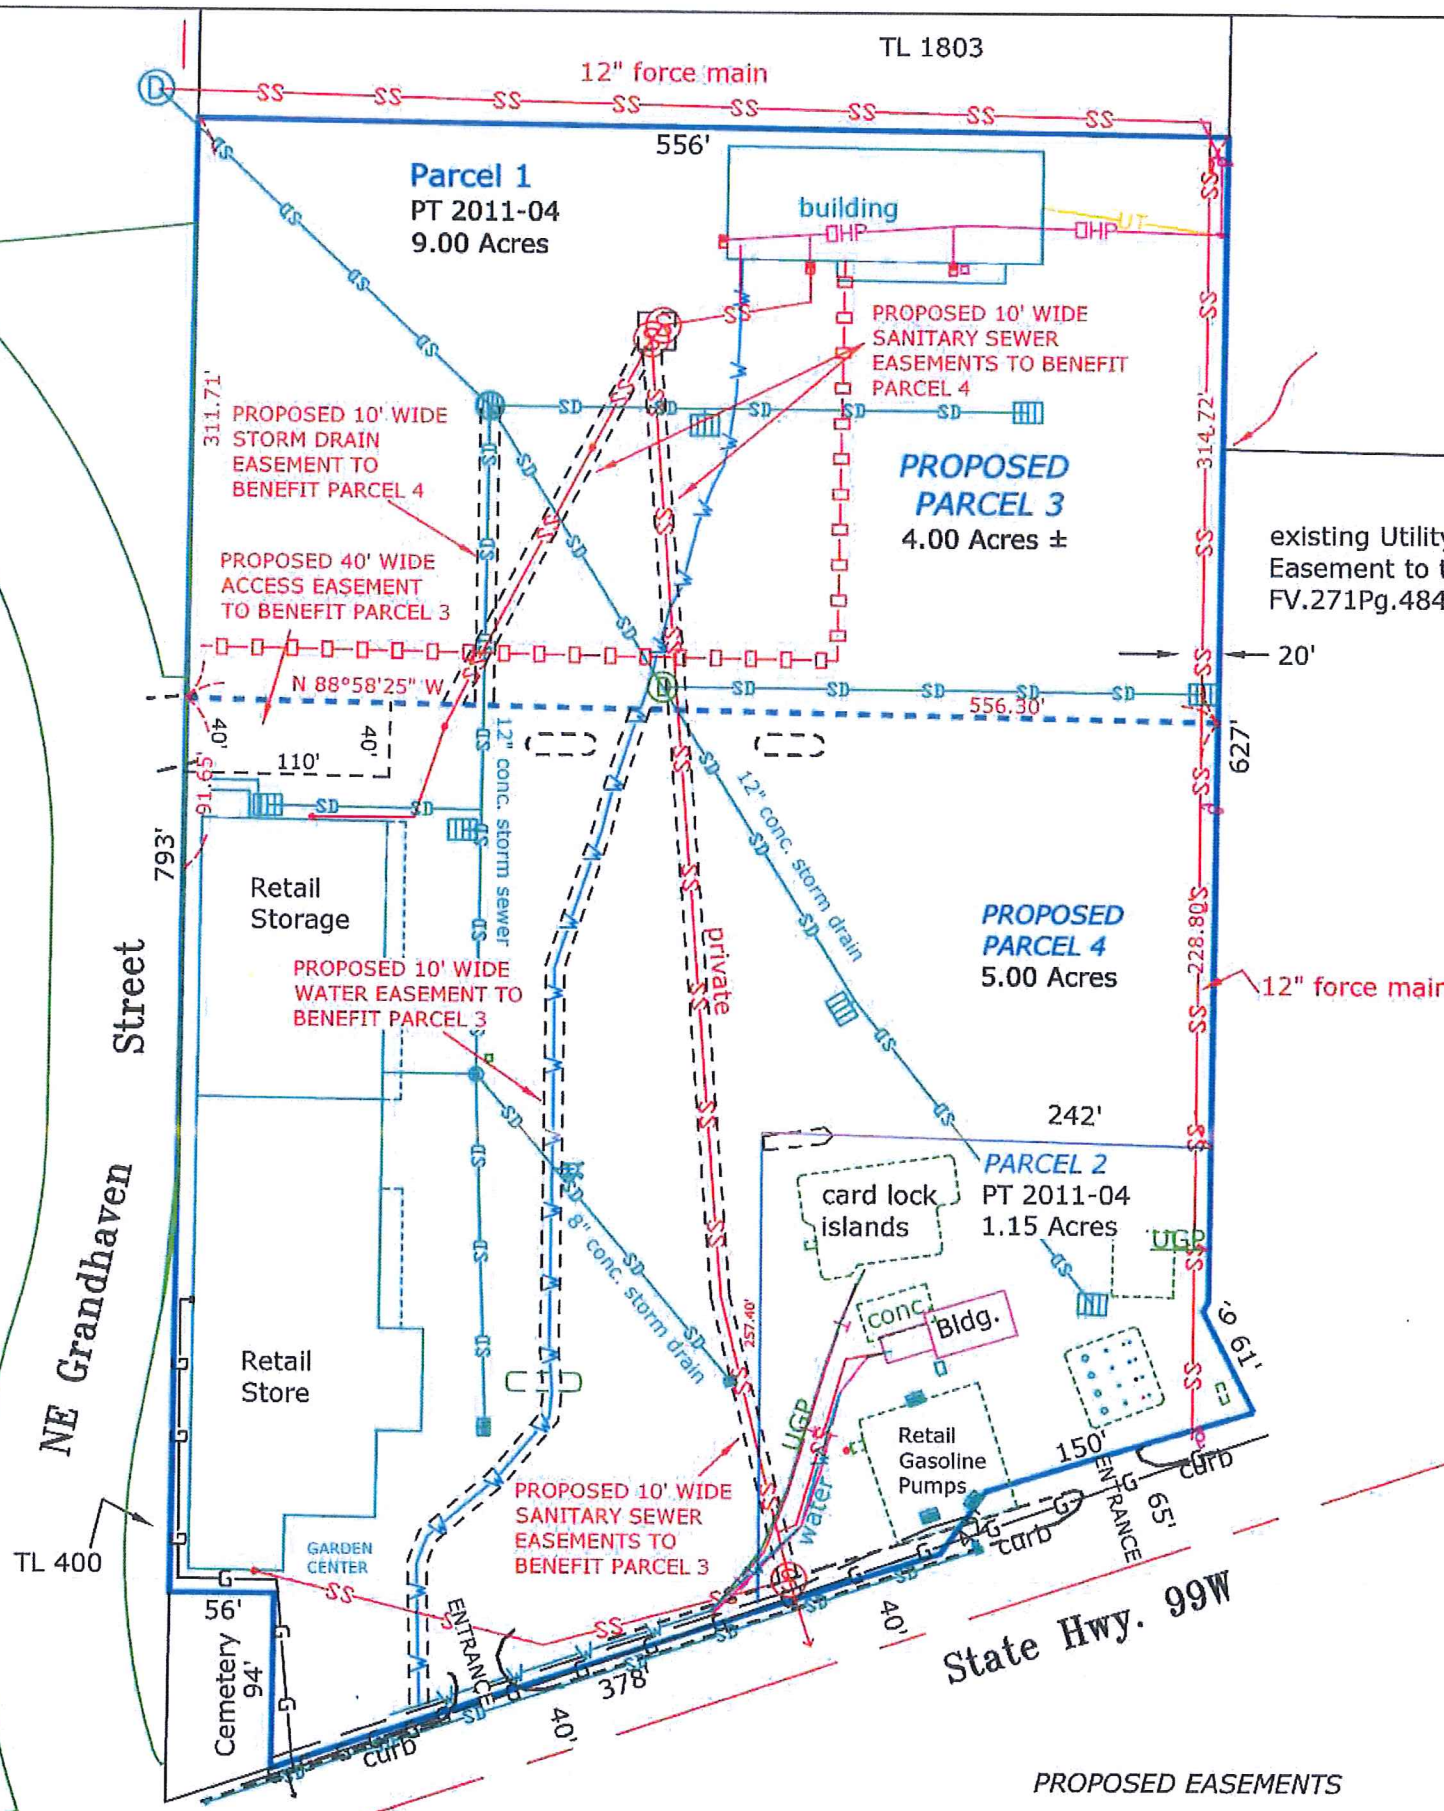 TL 1803
12" force main
556'
Parcel 1
PT 2011-04
9.00 Acres
building
OHP
OHP
UT
PROPOSED 10' WIDE
SANITARY SEWER
EASEMENTS TO BENEFIT
PARCEL 4
311.71'
314.72'
PROPOSED 10' WIDE
STORM DRAIN
EASEMENT TO
BENEFIT PARCEL 4
PROPOSED
PARCEL 3
4.00 Acres ±
existing Utility
Easement to t
FV.271Pg.484
PROPOSED 40' WIDE
ACCESS EASEMENT
TO BENEFIT PARCEL 3
20'
N 88°58'25" W
556.30'
40'
40'
110'
91.65'
627'
793'
12" conc. storm sewer
12" conc. storm drain
Retail
Storage
PROPOSED
PARCEL 4
5.00 Acres
228.80'
12" force main
private
PROPOSED 10' WIDE
WATER EASEMENT TO
BENEFIT PARCEL 3
NE Grandhaven Street
242'
PARCEL 2
PT 2011-04
1.15 Acres
card lock
islands
UGP
8" conc. storm drain
257.40'
conc.
Bldg.
9'
61'
Retail
Store
UGP
water
Retail
Gasoline
Pumps
150'
ENTRANCE
curb
65'
curb
PROPOSED 10' WIDE
SANITARY SEWER
EASEMENTS TO
BENEFIT PARCEL 3
TL 400
GARDEN
CENTER
56'
Cemetery
94'
ENTRANCE
378'
40'
40'
curb
State Hwy. 99W
PROPOSED EASEMENTS